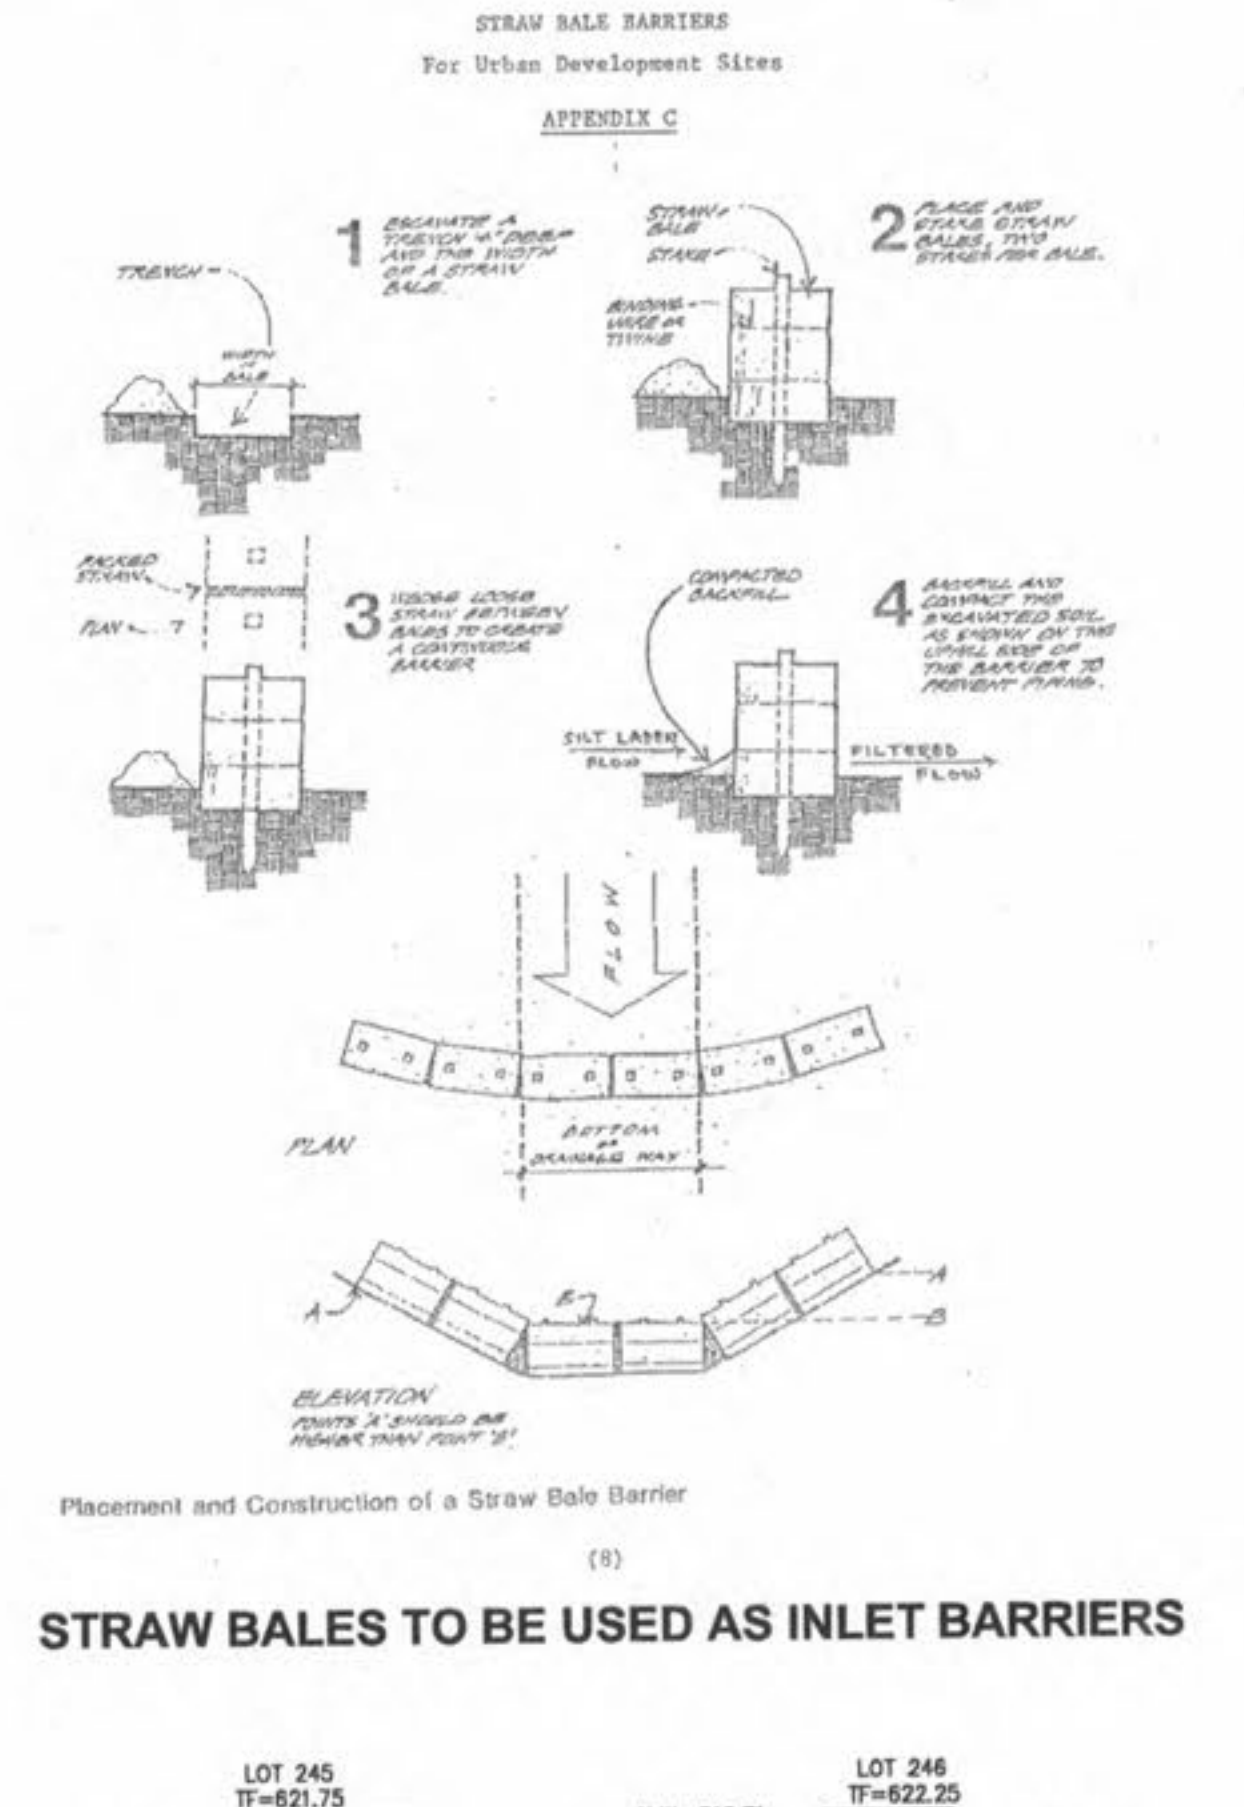 STRAW BALE BARRIERS
For Urban Development Sites
APPENDIX C
1
EXCAVATE A
TRENCH 4" DEEP
AND THE WIDTH
OF A STRAW
BALE.
TRENCH
WIDTH
OF
BALE
2
PLACE AND
STAKE STRAW
BALES, TWO
STAKES PER BALE.
STRAW
BALE
STAKE
BINDING
WIRE OR
TWINE
PACKED
STRAW
PLAN
3
WEDGE LOOSE
STRAW BETWEEN
BALES TO CREATE
A CONTINUOUS
BARRIER
COMPACTED
BACKFILL
4
BACKFILL AND
COMPACT THE
EXCAVATED SOIL
AS SHOWN ON THE
UPHILL SIDE OF
THE BARRIER TO
PREVENT PIPING.
SILT LADEN
FLOW
FILTERED
FLOW
FLOW
PLAN
BOTTOM
OF
DRAINAGE WAY
A
B
A
B
ELEVATION
POINTS 'A' SHOULD BE
HIGHER THAN POINT 'B'
Placement and Construction of a Straw Bale Barrier
(8)
STRAW BALES TO BE USED AS INLET BARRIERS
LOT 245
TF=621.75
LOT 246
TF=622.25